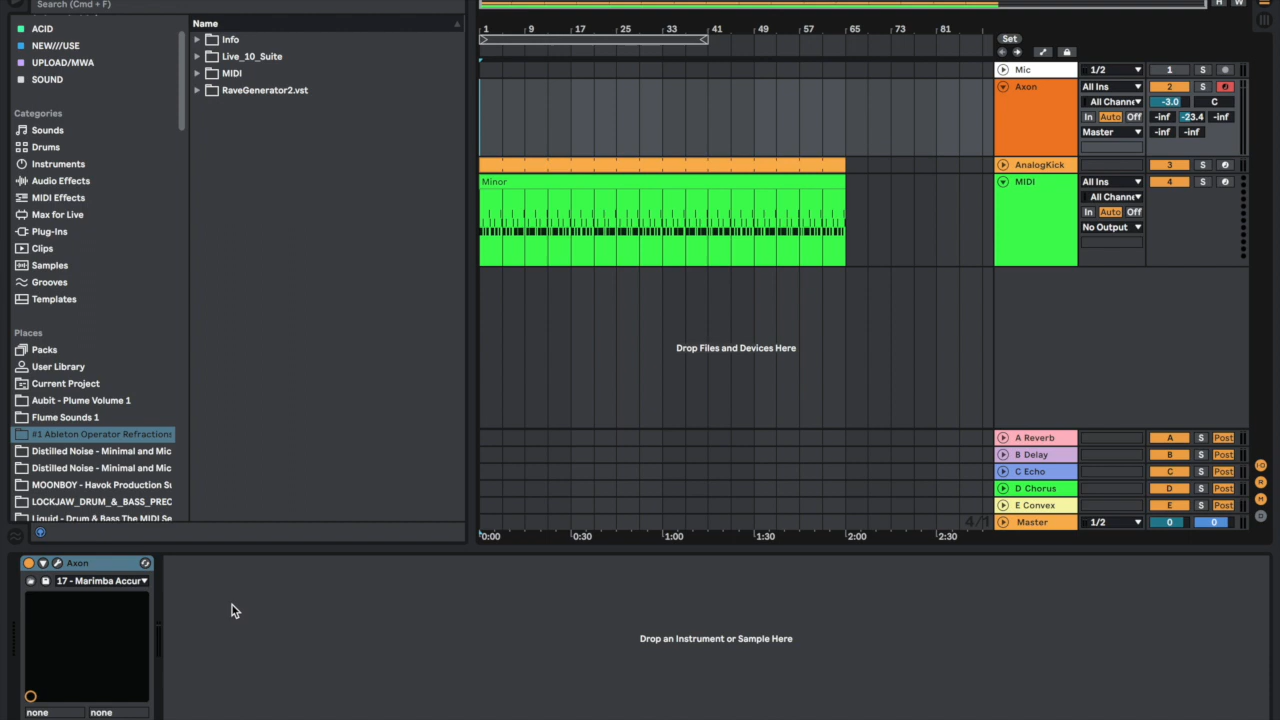 Search (Cmd + F)
ACID
NEW///USE
UPLOAD/MWA
SOUND
Categories
Sounds
Drums
Instruments
Audio Effects
MIDI Effects
Max for Live
Plug-Ins
Clips
Samples
Grooves
Templates
Places
Packs
User Library
Current Project
Aubit - Plume Volume 1
Flume Sounds 1
#1 Ableton Operator Refractions
Distilled Noise - Minimal and Mic
Distilled Noise - Minimal and Mic
MOONBOY - Havok Production Su
LOCKJAW_DRUM_&_BASS_PREC
Liquid - Drum & Bass The MIDI Se
Name
Info
Live_10_Suite
MIDI
RaveGenerator2.vst
1 9 17 25 33 41 49 57 65 73 81
Minor
Drop Files and Devices Here
4/1
0:00 0:30 1:00 1:30 2:00 2:30
H W
Set
Mic 1/2 1 S
Axon All Ins 2 S
All Channe -3.0 C
In Auto Off -inf -23.4 -inf
Master -inf -inf
AnalogKick 3 S
MIDI All Ins 4 S
All Channe
In Auto Off
No Output
A Reverb A S Post
B Delay B S Post
C Echo C S Post
D Chorus D S Post
E Convex E S Post
Master 1/2 0 0
IO
R
M
D
Axon
17 - Marimba Accur
none none
Drop an Instrument or Sample Here